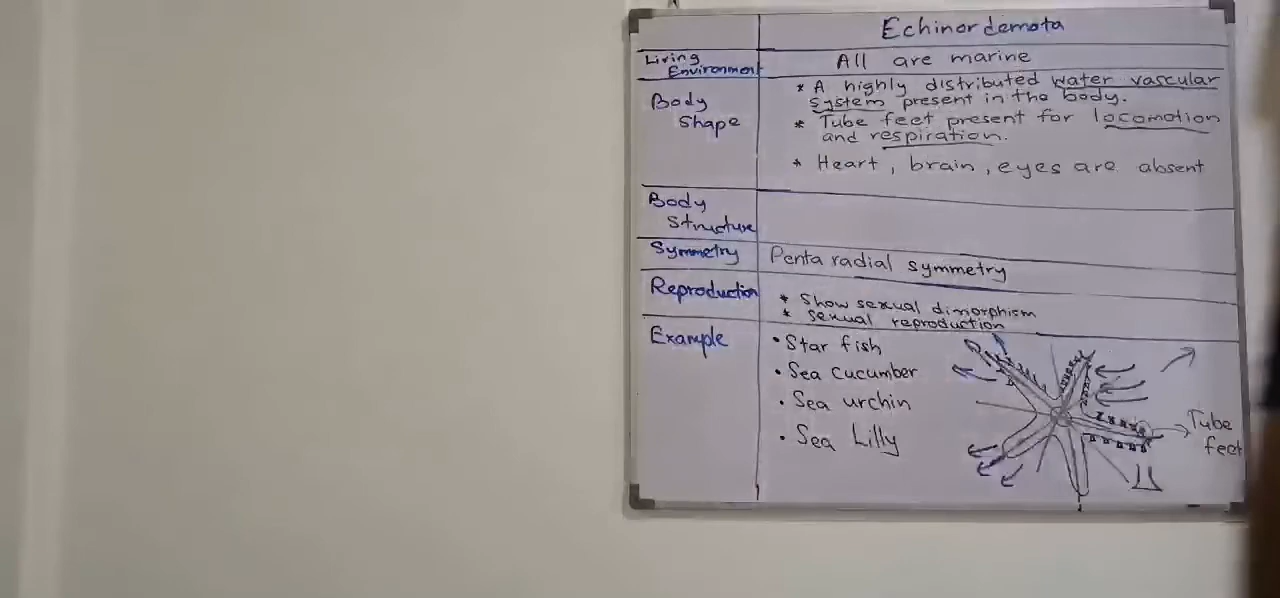 Echinordemata
Living
Environment
All are marine
Body
Shape
* A highly distributed water vascular
system present in the body.
* Tube feet present for locomotion
and respiration.
* Heart, brain, eyes are absent
Body
Structure
Symmetry
Penta radial symmetry
Reproduction
* Show sexual dimorphism
* sexual reproduction
Example
• Star fish
• Sea cucumber
• Sea urchin
• Sea Lilly
Tube
feet